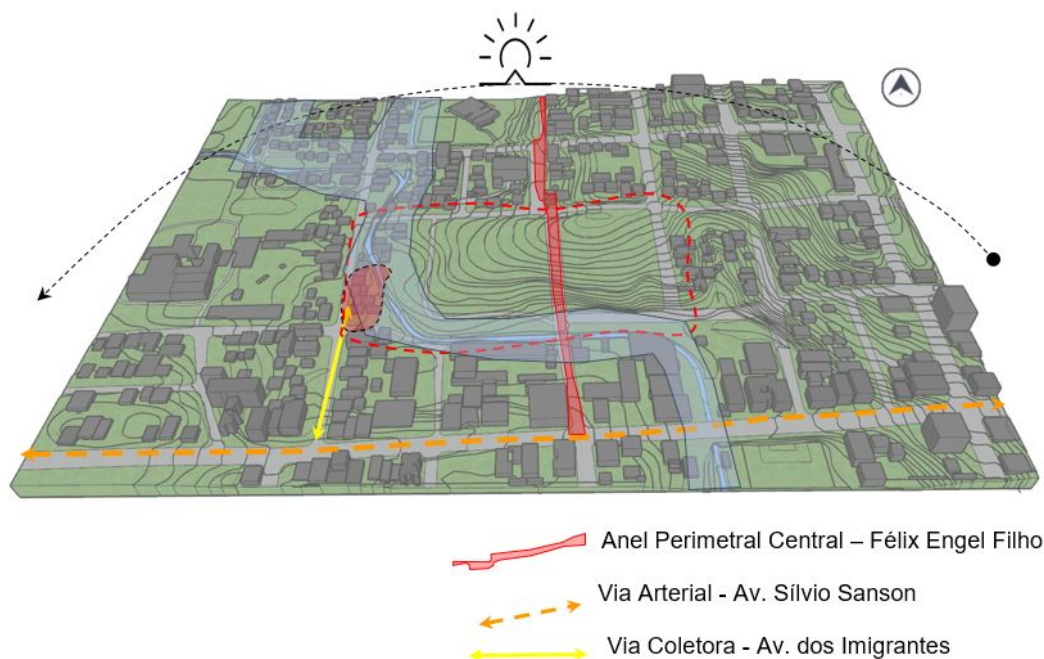 Anel Perimetral Central – Félix Engel Filho
Via Arterial - Av. Sílvio Sanson
Via Coletora - Av. dos Imigrantes